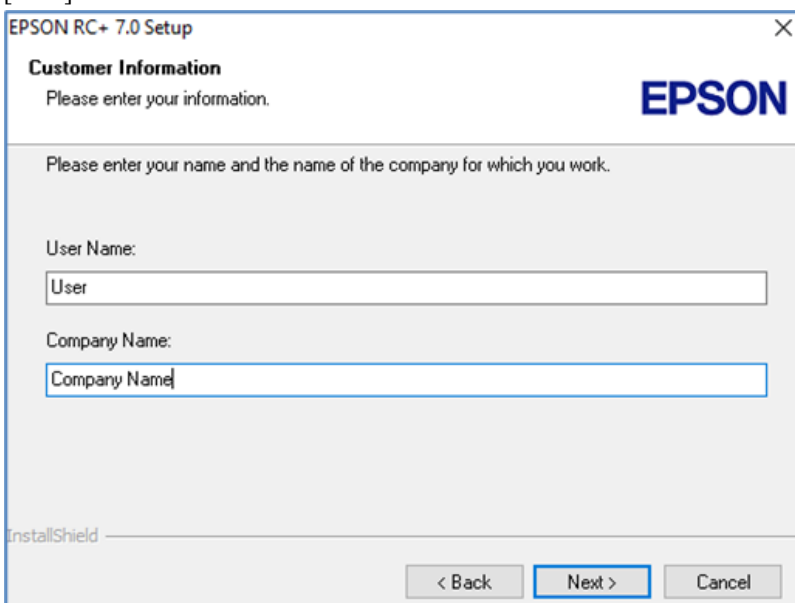 EPSON RC+ 7.0 Setup
Customer Information
Please enter your information.
EPSON
Please enter your name and the name of the company for which you work.
User Name:
User
Company Name:
Company Name
InstallShield
< Back
Next >
Cancel